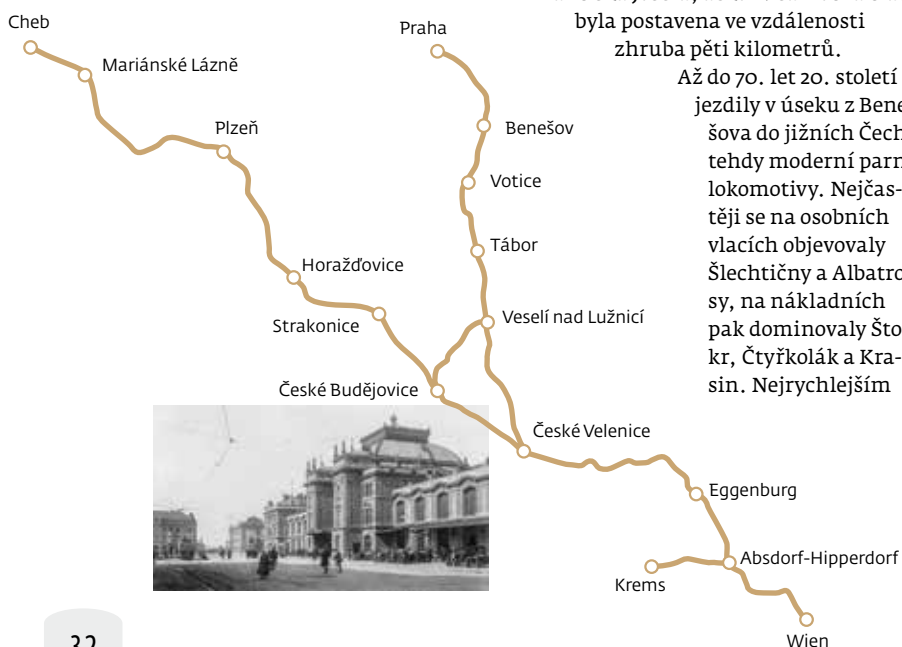 byla postavena ve vzdálenosti
zhruba pěti kilometrů.
Až do 70. let 20. století
jezdily v úseku z Bene
šova do jižních Čech
tehdy moderní parn
lokomotivy. Nejčas-
těji se na osobních
vlacích objevovaly
Šlechtičny a Albatro
sy, na nákladních
pak dominovaly Što
kr, Čtyřkolák a Kra-
sin. Nejrychlejším
Cheb
Mariánské Lázně
Plzeň
Horažďovice
Strakonice
České Budějovice
Praha
Benešov
Votice
Tábor
Veselí nad Lužnicí
České Velenice
Eggenburg
Absdorf-Hipperdorf
Krems
Wien
32